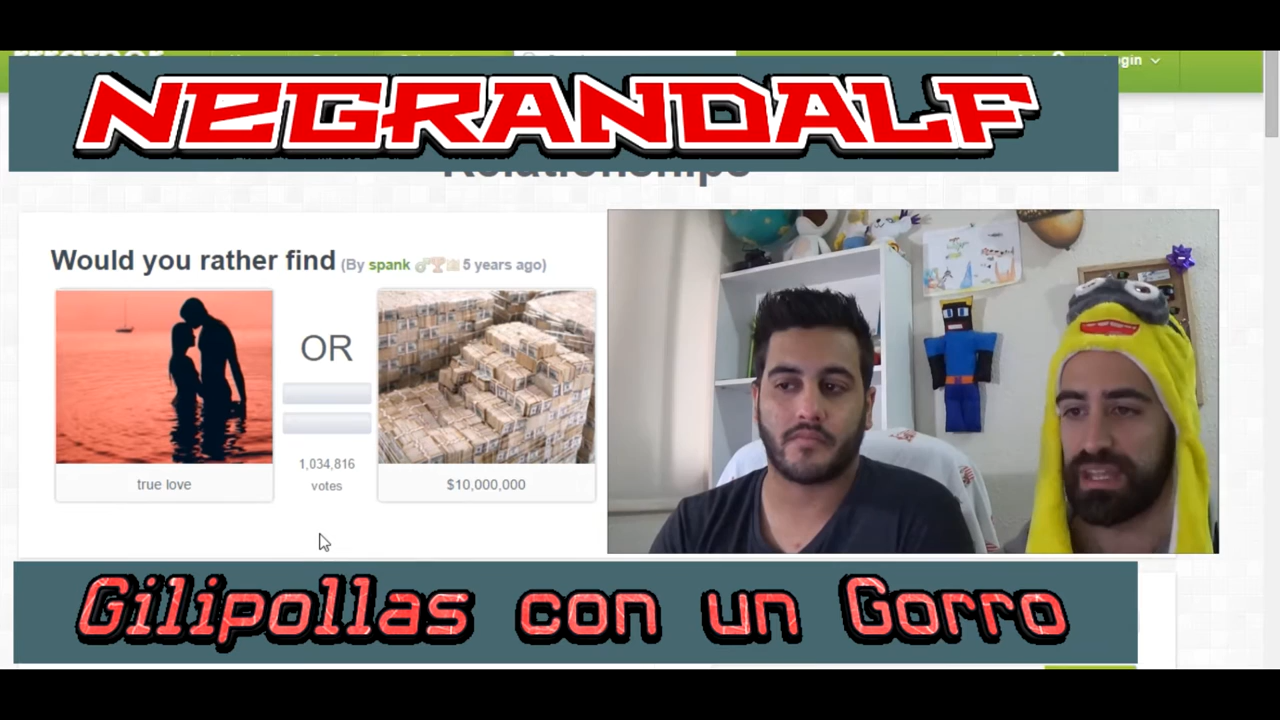 NEGRANDALF
Relationships
Would you rather find (By spank 5 years ago)
OR
1,034,816
votes
true love
$10,000,000
Gilipollas con un Gorro